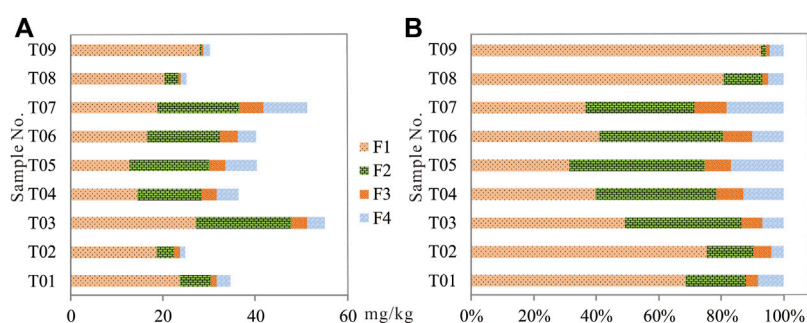 A
Sample No.
T09
T08
T07
T06
T05
T04
T03
T02
T01
0 20 40 60
mg/kg
F1
F2
F3
F4
B
Sample No.
T09
T08
T07
T06
T05
T04
T03
T02
T01
0% 20% 40% 60% 80% 100%